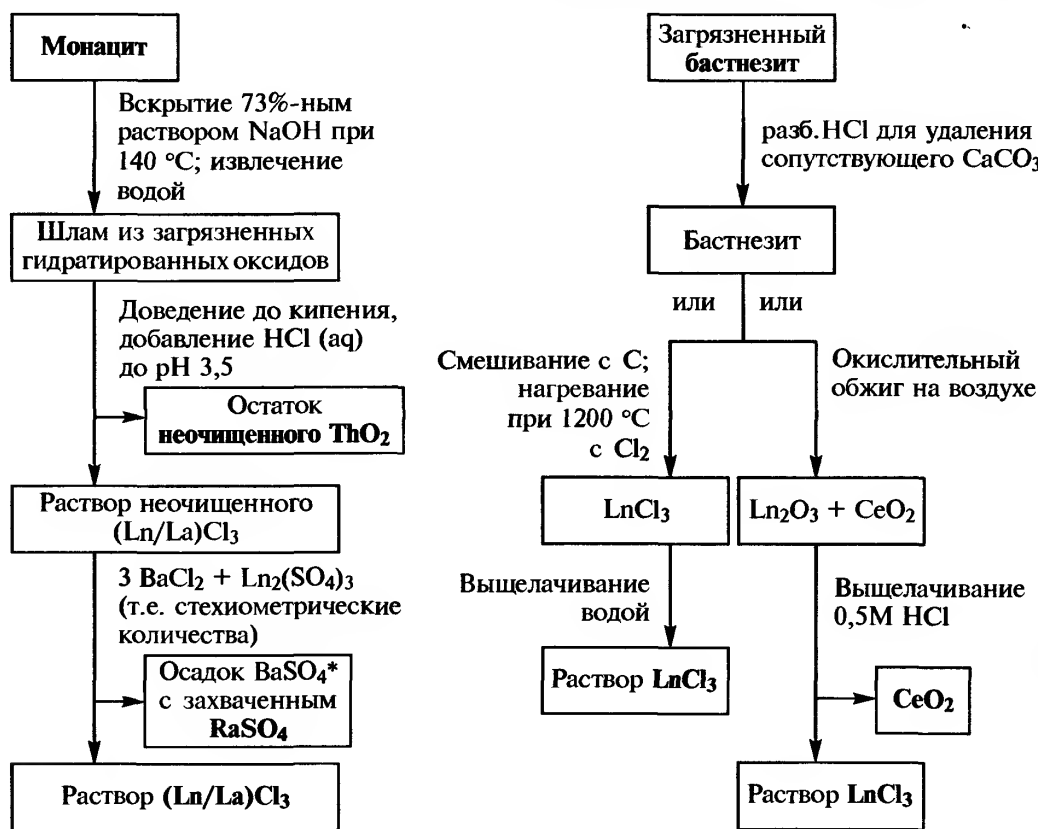 Монацит
Вскрытие 73%-ным
раствором NaOH при
140 °C; извлечение
водой
Шлам из загрязненных
гидратированных оксидов
Доведение до кипения,
добавление HCl (aq)
до pH 3,5
Остаток
неочищенного ThO₂
Раствор неочищенного
(Ln/La)Cl₃
3 BaCl₂ + Ln₂(SO₄)₃
(т.е. стехиометрические
количества)
Осадок BaSO₄*
с захваченным
RaSO₄
Раствор (Ln/La)Cl₃
Загрязненный
бастнезит
разб. HCl для удаления
сопутствующего CaCO₃
Бастнезит
или или
Смешивание с C;
нагревание
при 1200 °C
с Cl₂
LnCl₃
Выщелачивание
водой
Раствор LnCl₃
Окислительный
обжиг на воздухе
Ln₂O₃ + CeO₂
Выщелачивание
0,5M HCl
CeO₂
Раствор LnCl₃